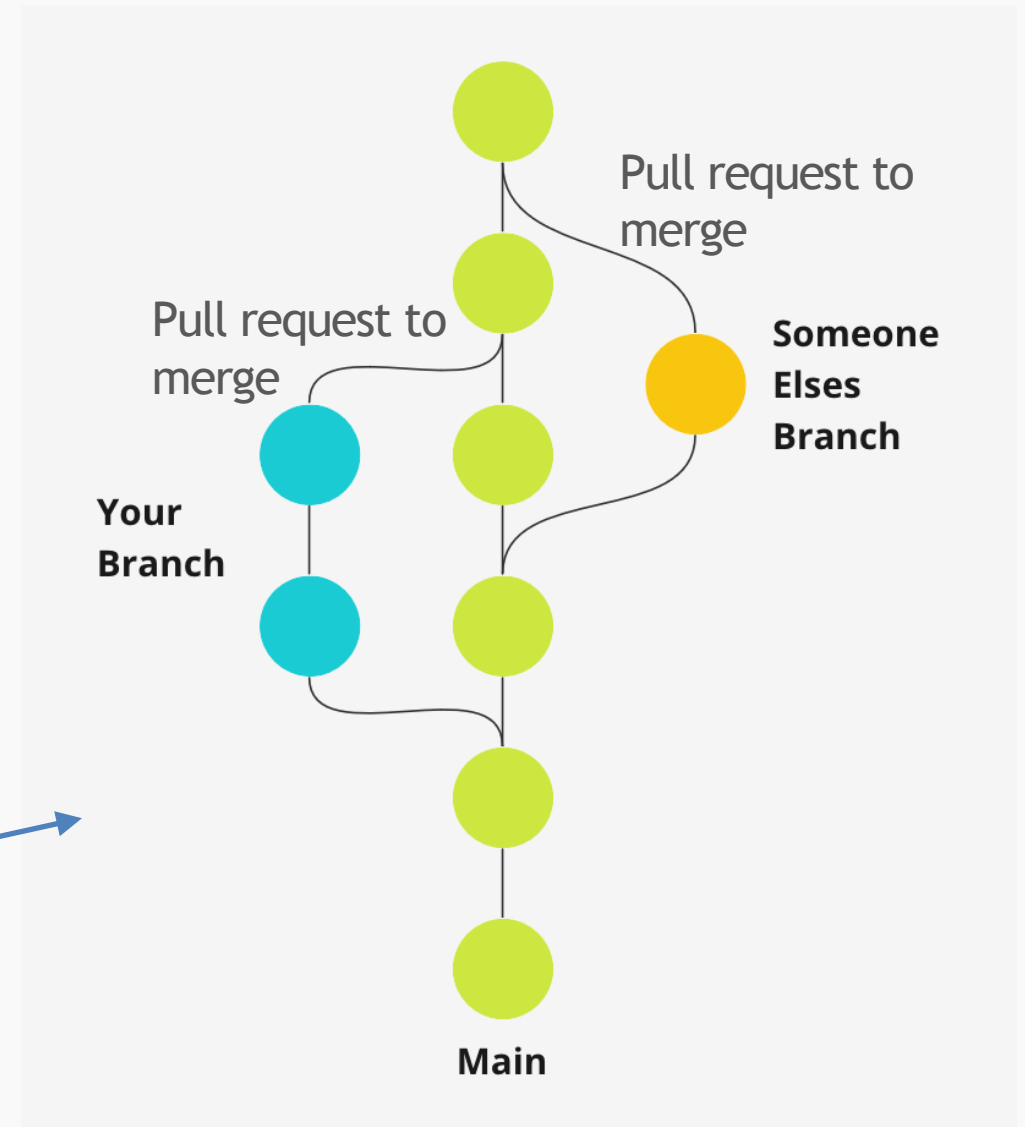 Pull request to
merge
Pull request to
merge
Someone
Elses
Branch
Your
Branch
Main